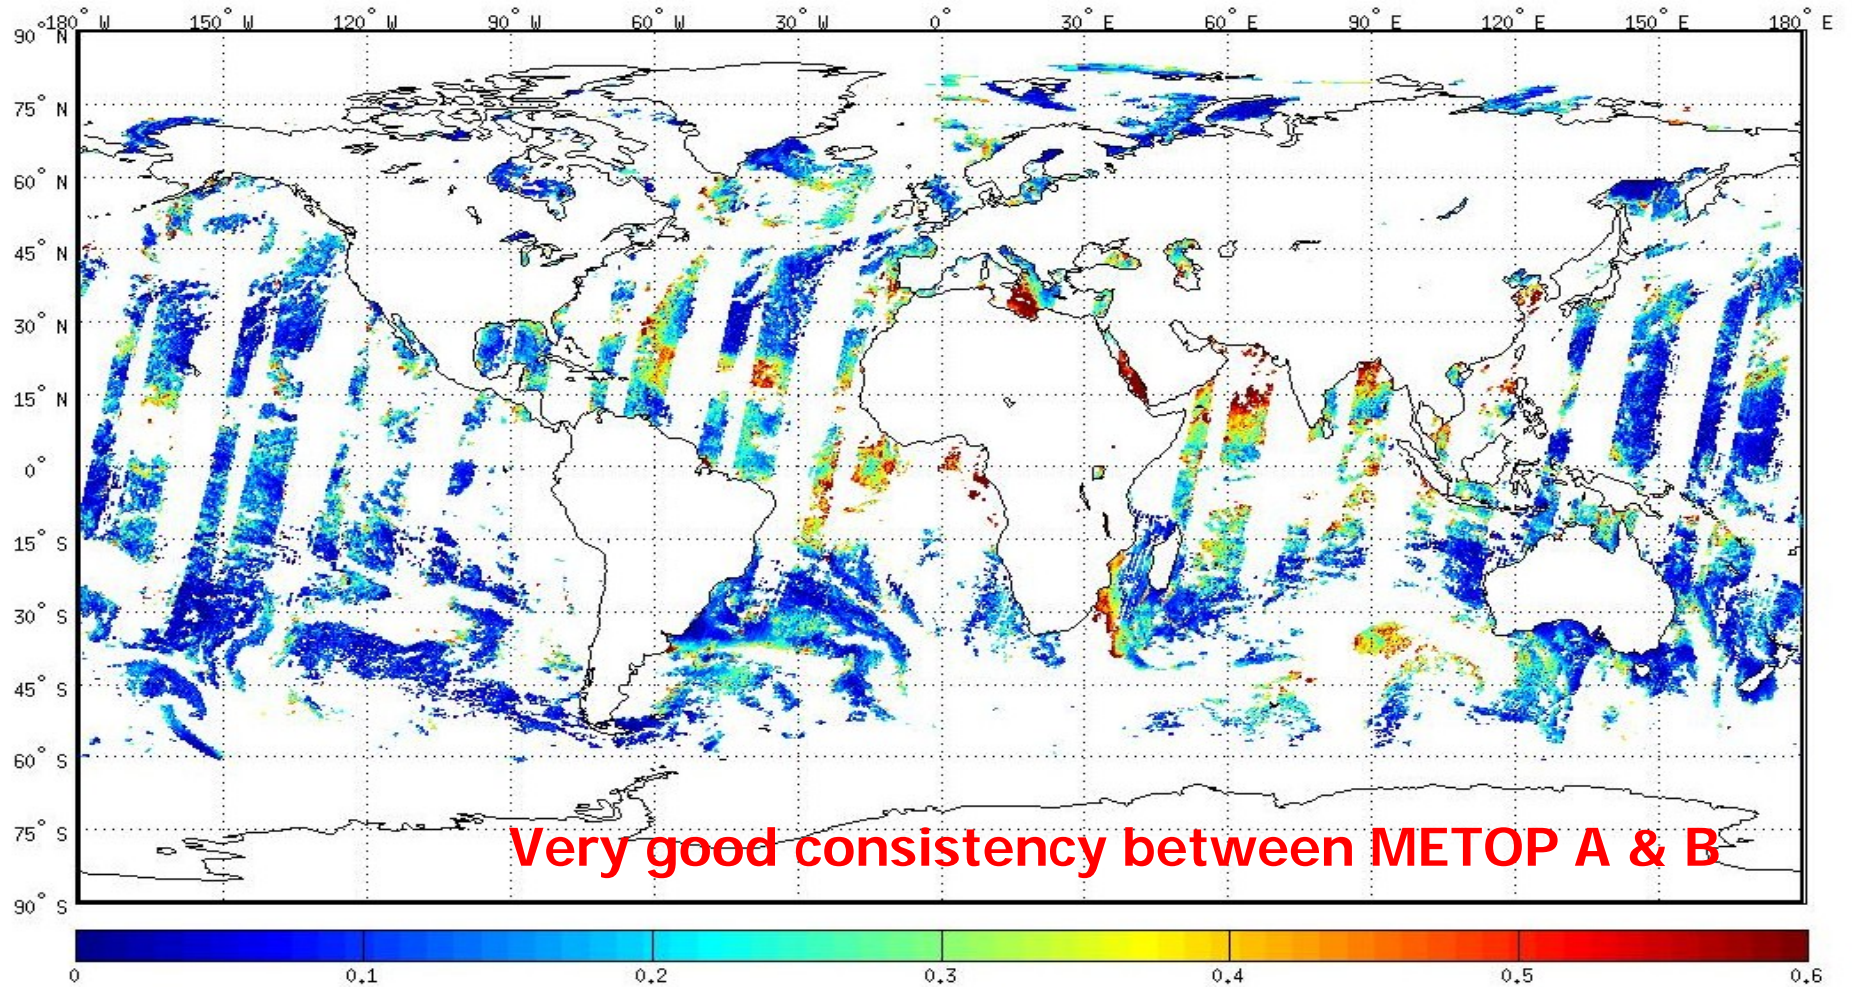 -180° W 150° W 120° W 90° W 60° W 30° W 0° 30° E 60° E 90° E 120° E 150° E 180° E
90° N
75° N
60° N
45° N
30° N
15° N
0°
15° S
30° S
45° S
60° S
75° S
Very good consistency between METOP A & B
90° S
0 0.1 0.2 0.3 0.4 0.5 0.6